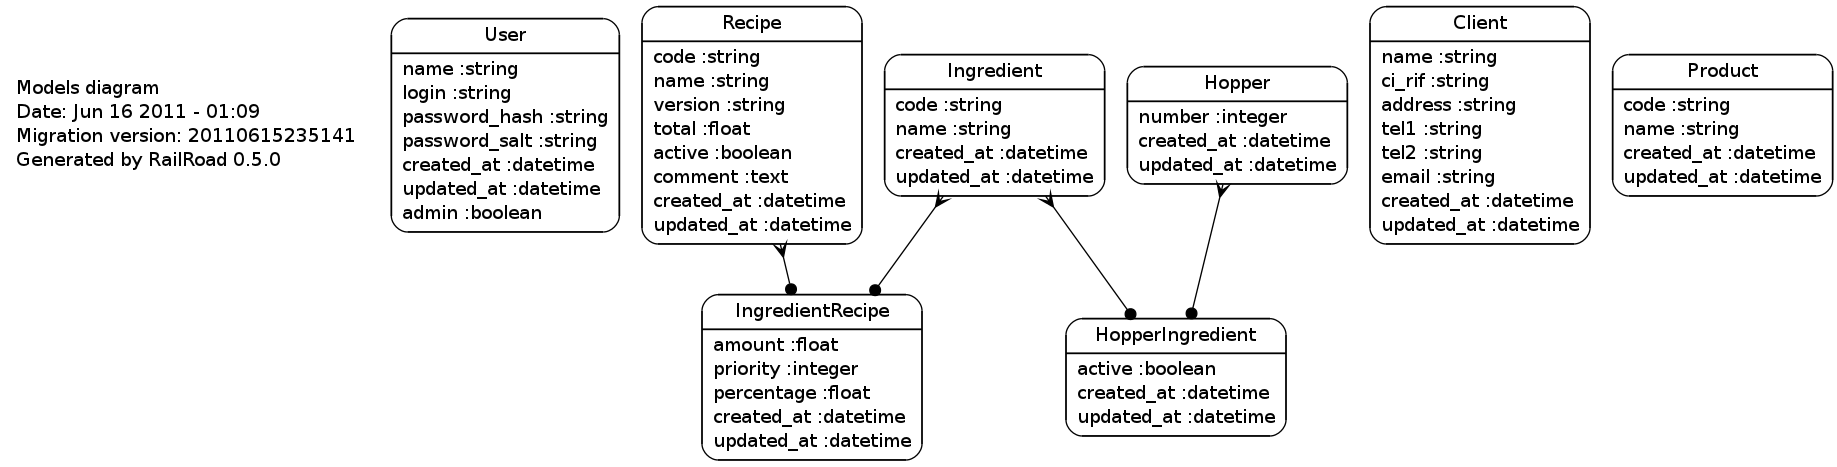 Models diagram
Date: Jun 16 2011 - 01:09
Migration version: 20110615235141
Generated by RailRoad 0.5.0
User
name :string
login :string
password_hash :string
password_salt :string
created_at :datetime
updated_at :datetime
admin :boolean
Recipe
code :string
name :string
version :string
total :float
active :boolean
comment :text
created_at :datetime
updated_at :datetime
Ingredient
code :string
name :string
created_at :datetime
updated_at :datetime
Hopper
number :integer
created_at :datetime
updated_at :datetime
Client
name :string
ci_rif :string
address :string
tel1 :string
tel2 :string
email :string
created_at :datetime
updated_at :datetime
Product
code :string
name :string
created_at :datetime
updated_at :datetime
IngredientRecipe
amount :float
priority :integer
percentage :float
created_at :datetime
updated_at :datetime
HopperIngredient
active :boolean
created_at :datetime
updated_at :datetime